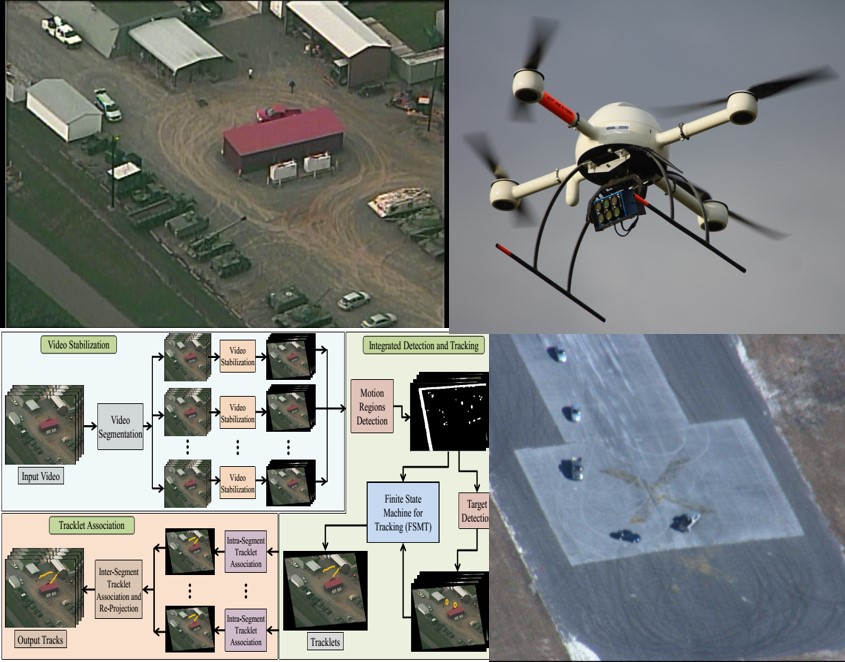 Video Stabilization
Input Video
Video
Segmentation
Video
Stabilization
Video
Stabilization
Video
Stabilization
Integrated Detection and Tracking
Motion
Regions
Detection
Finite State
Machine for
Tracking (FSMT)
Target
Detectio
Tracklets
Tracklet Association
Intra-Segment
Tracklet
Association
Intra-Segment
Tracklet
Association
Inter-Segment
Tracklet
Association and
Re-Projection
Output Tracks